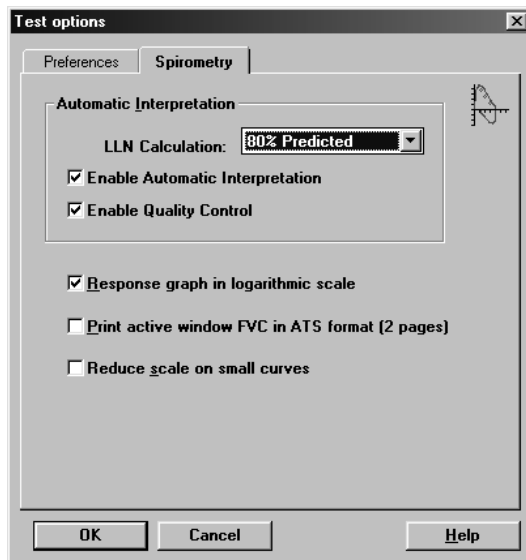 Test options
Preferences
Spirometry
Automatic Interpretation
LLN Calculation: 80% Predicted
Enable Automatic Interpretation
Enable Quality Control
Response graph in logarithmic scale
Print active window FVC in ATS format (2 pages)
Reduce scale on small curves
OK
Cancel
Help